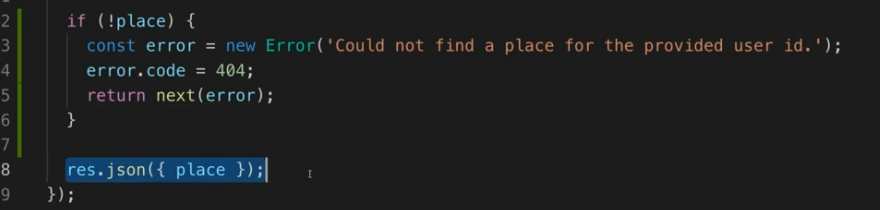 2 if (!place) {
3 const error = new Error('Could not find a place for the provided user id.');
4 error.code = 404;
5 return next(error);
6 }
7
8 res.json({ place });
9 });